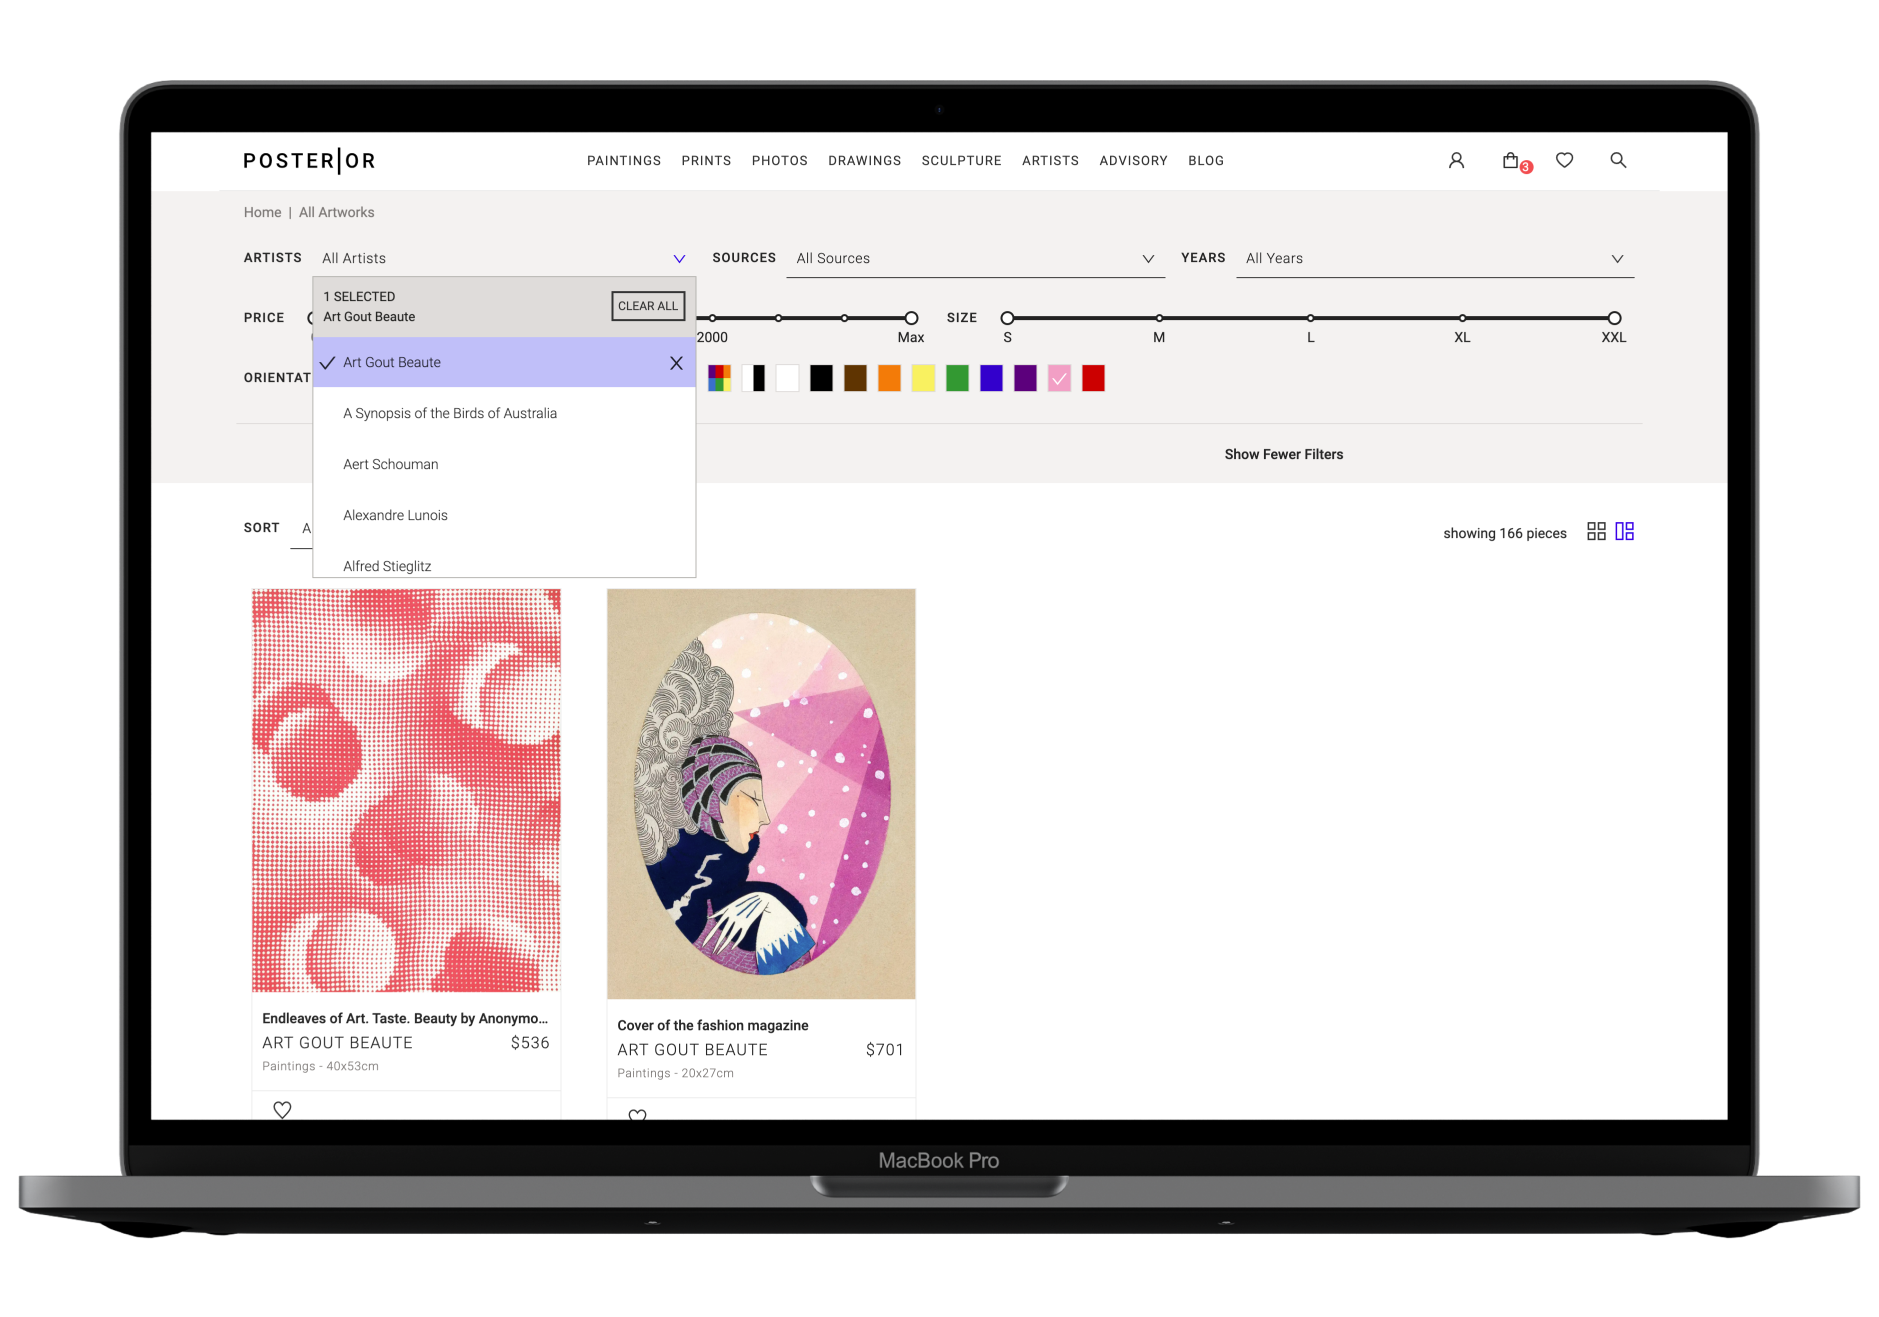 POSTERIOR
PAINTINGS PRINTS PHOTOS DRAWINGS SCULPTURE ARTISTS ADVISORY BLOG
3
Home | All Artworks
ARTISTS All Artists SOURCES All Sources YEARS All Years
1 SELECTED
Art Gout Beaute
CLEAR ALL
PRICE 2000 Max SIZE S M L XL XXL
Art Gout Beaute X
ORIENTAT
A Synopsis of the Birds of Australia
Aert Schouman
Show Fewer Filters
Alexandre Lunois
SORT A
showing 166 pieces
Alfred Stieglitz
Endleaves of Art. Taste. Beauty by Anonymo...
ART GOUT BEAUTE $536
Paintings - 40x53cm
Cover of the fashion magazine
ART GOUT BEAUTE $701
Paintings - 20x27cm
MacBook Pro